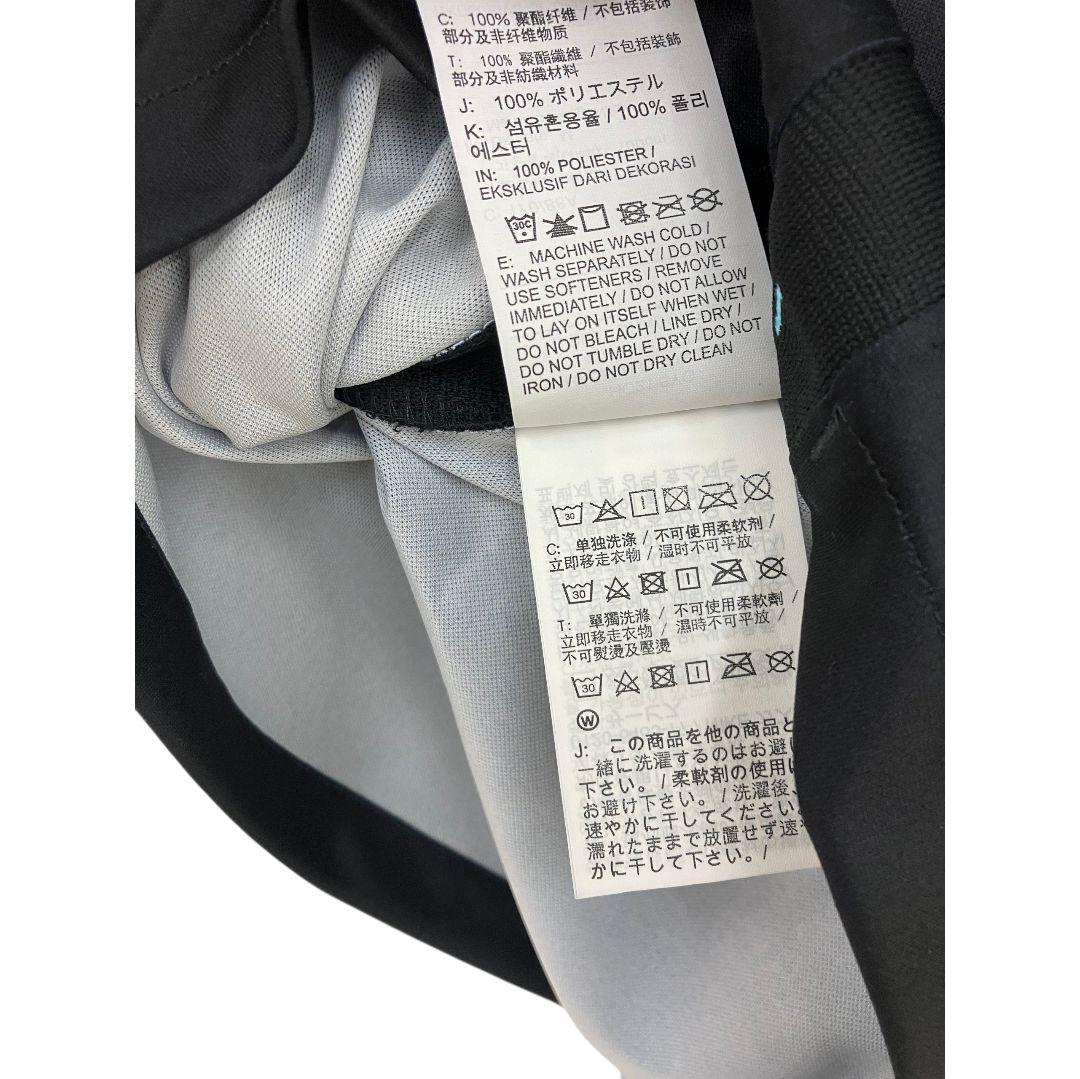 C: 100% 聚酯纤维 / 不包括装饰
部分及非纤维物质
T: 100% 聚酯纖維 / 不包括裝飾
部分及非紡織材料
J: 100% ポリエステル
K: 섬유혼용율 / 100% 폴리
에스터
IN: 100% POLIESTER /
EKSKLUSIF DARI DEKORASI
30C
E: MACHINE WASH COLD /
WASH SEPARATELY / DO NOT
USE SOFTENERS / REMOVE
IMMEDIATELY / DO NOT ALLOW
TO LAY ON ITSELF WHEN WET /
DO NOT BLEACH / LINE DRY /
DO NOT TUMBLE DRY / DO NOT
IRON / DO NOT DRY CLEAN
30
C: 单独洗涤 / 不可使用柔软剂 /
立即移走衣物 / 湿时不可平放
30
T: 單獨洗滌 / 不可使用柔軟劑 /
立即移走衣物 / 濕時不可平放 /
不可熨燙及壓燙
30
W
J: この商品を他の商品と
一緒に洗濯するのはお避け
下さい。/ 柔軟剤の使用は
お避け下さい。/ 洗濯後、
速やかに干してください。
濡れたままで放置せず速や
かに干して下さい。/